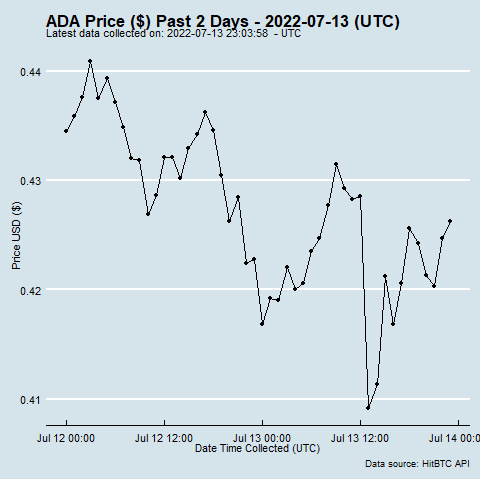 ADA Price ($) Past 2 Days - 2022-07-13 (UTC)
Latest data collected on: 2022-07-13 23:03:58  - UTC
0.44
0.43
0.42
0.41
Price USD ($)
Jul 12 00:00 Jul 12 12:00 Jul 13 00:00 Jul 13 12:00 Jul 14 00:0
Date Time Collected (UTC)
Data source: HitBTC API